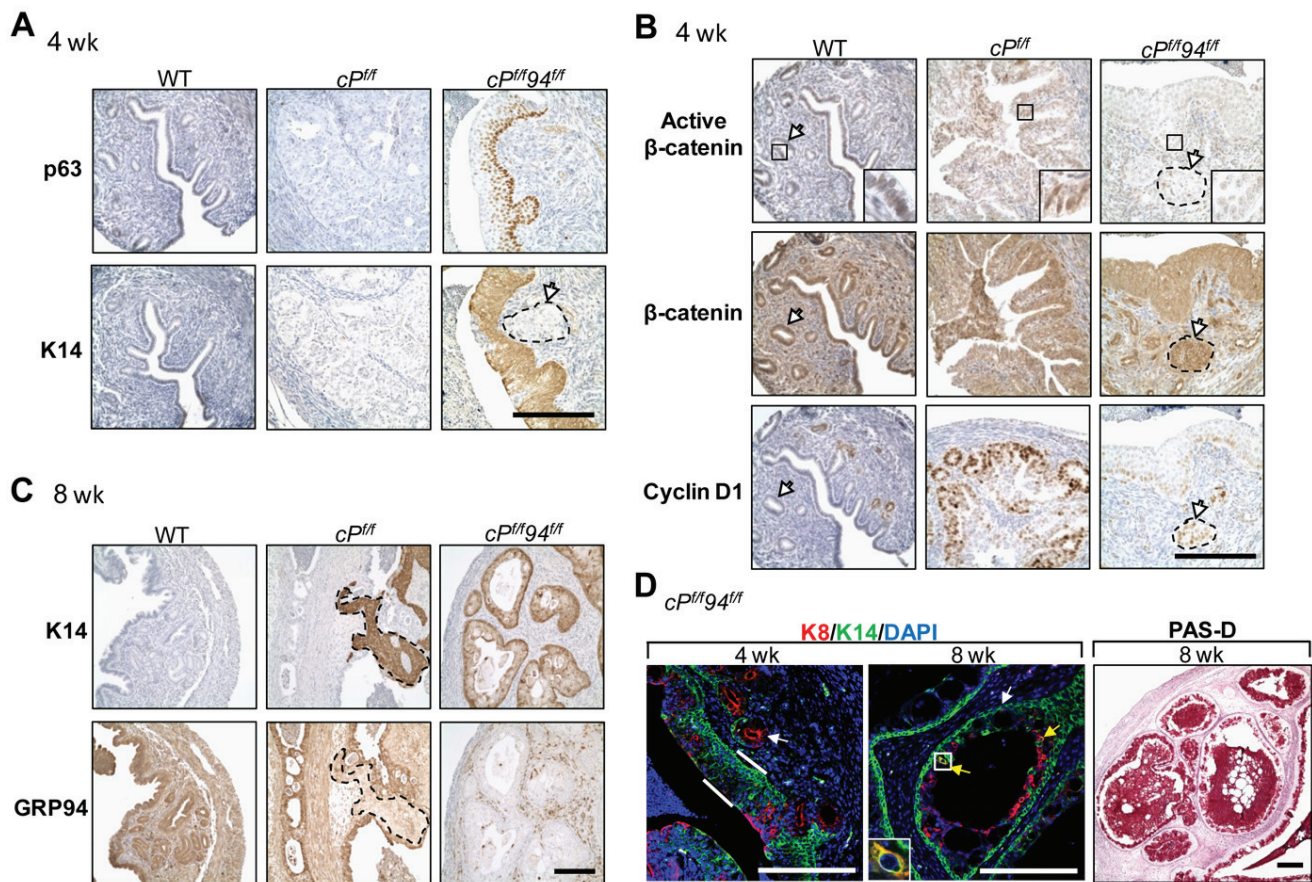 A
4 wk
WT
cP^f/f
cP^f/f94^f/f
p63
K14
B
4 wk
WT
cP^f/f
cP^f/f94^f/f
Active
β-catenin
β-catenin
Cyclin D1
C
8 wk
WT
cP^f/f
cP^f/f94^f/f
K14
GRP94
D
cP^f/f94^f/f
K8/K14/DAPI
PAS-D
4 wk
8 wk
8 wk